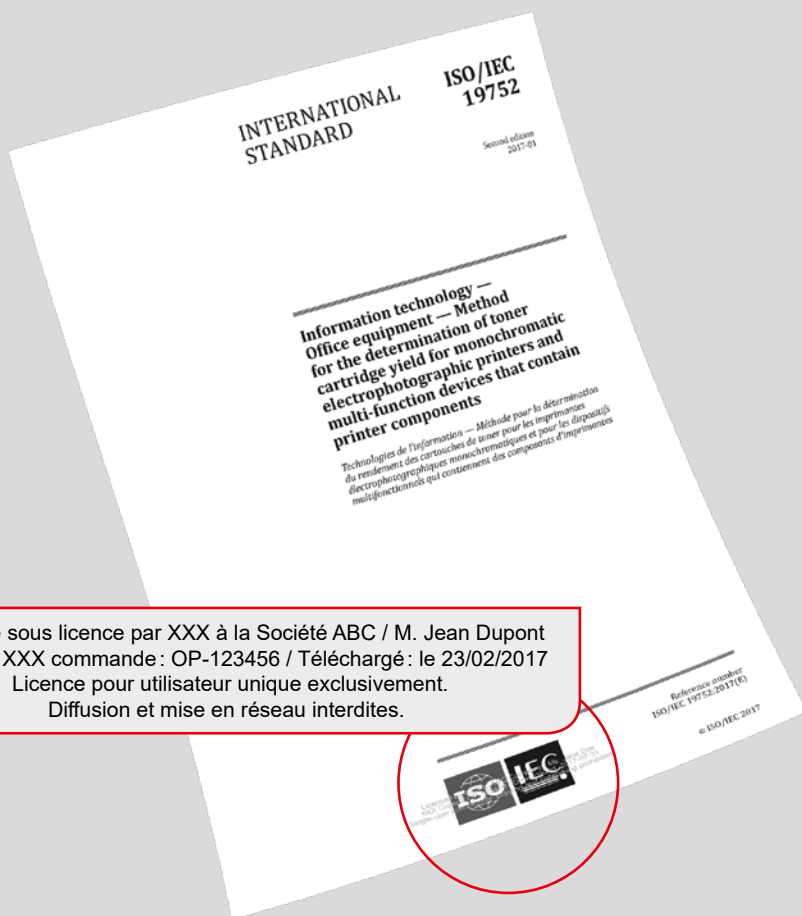 INTERNATIONAL
STANDARD
ISO/IEC
19752
Second edition
2017-01
Information technology —
Office equipment — Method
for the determination of toner
cartridge yield for monochromatic
electrophotographic printers and
multi-function devices that contain
printer components
Technologies de l'information — Méthode pour la détermination
du rendement des cartouches de toner pour les imprimantes
électrophotographiques monochromatiques et pour les dispositifs
multifonctionnels qui contiennent des composants d'imprimantes
sous licence par XXX à la Société ABC / M. Jean Dupont
XXX commande : OP-123456 / Téléchargé : le 23/02/2017
Licence pour utilisateur unique exclusivement.
Diffusion et mise en réseau interdites.
Reference number
ISO/IEC 19752:2017(E)
© ISO/IEC 2017
ISO
IEC